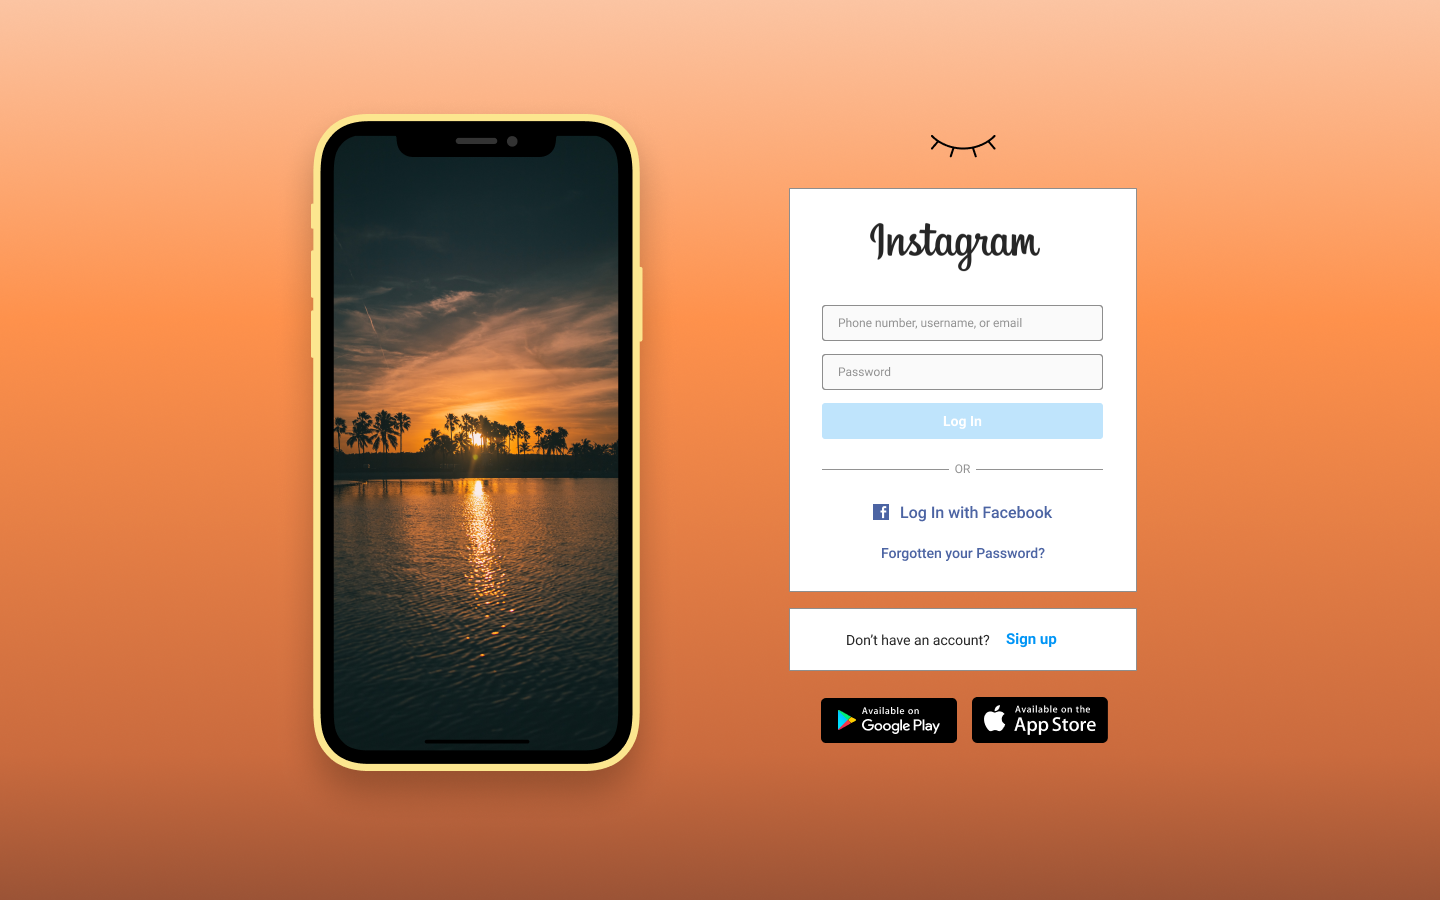 Instagram
Phone number, username, or email
Password
Log In
OR
Log In with Facebook
Forgotten your Password?
Don’t have an account? Sign up
Available on
Google Play
Available on the
App Store